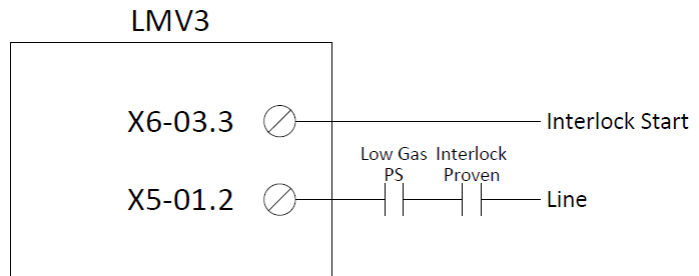 LMV3
X6-03.3
Interlock Start
Low Gas Interlock
PS Proven
X5-01.2
Line